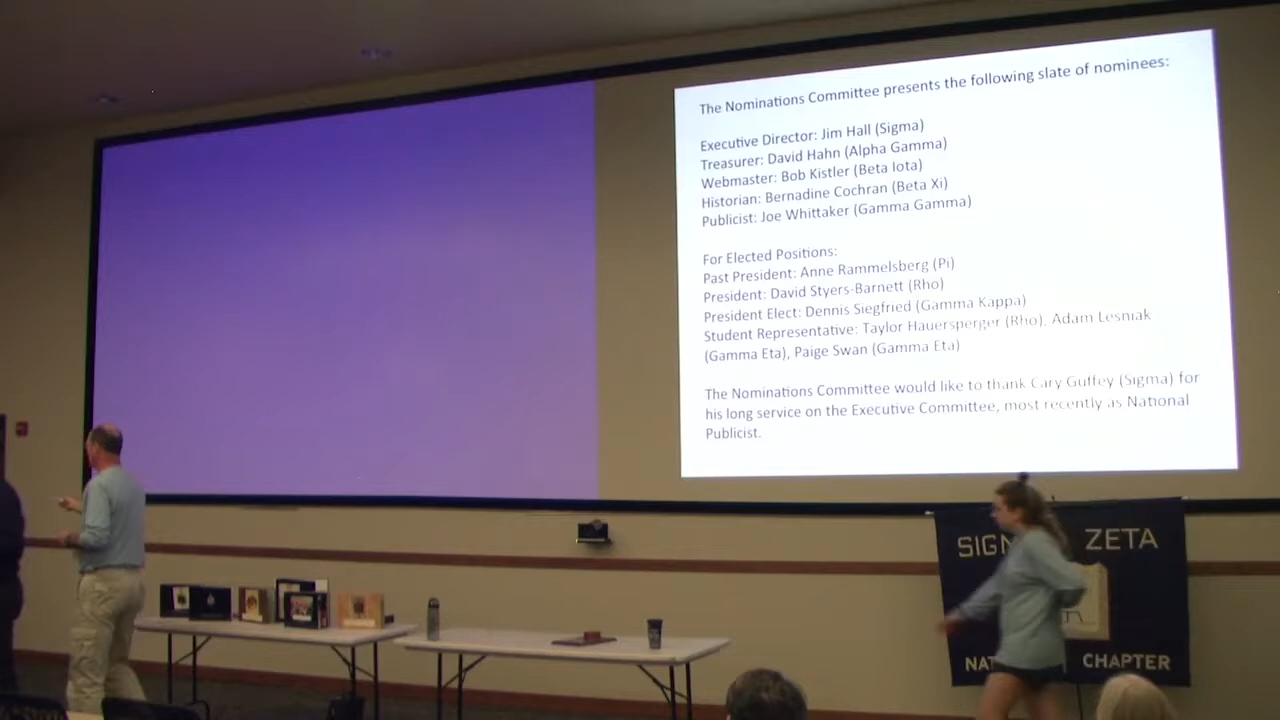 The Nominations Committee presents the following slate of nominees:
Executive Director: Jim Hall (Sigma)
Treasurer: David Hahn (Alpha Gamma)
Webmaster: Bob Kistler (Beta Iota)
Historian: Bernadine Cochran (Beta Xi)
Publicist: Joe Whittaker (Gamma Gamma)
For Elected Positions:
Past President: Anne Rammelsberg (Pi)
President: David Styers-Barnett (Rho)
President Elect: Dennis Siegfried (Gamma Kappa)
Student Representative: Taylor Hauersperger (Rho), Adam Lesniak
(Gamma Eta), Paige Swan (Gamma Eta)
The Nominations Committee would like to thank Cary Guffey (Sigma) for
his long service on the Executive Committee, most recently as National
Publicist.
ZETA
CHAPTER